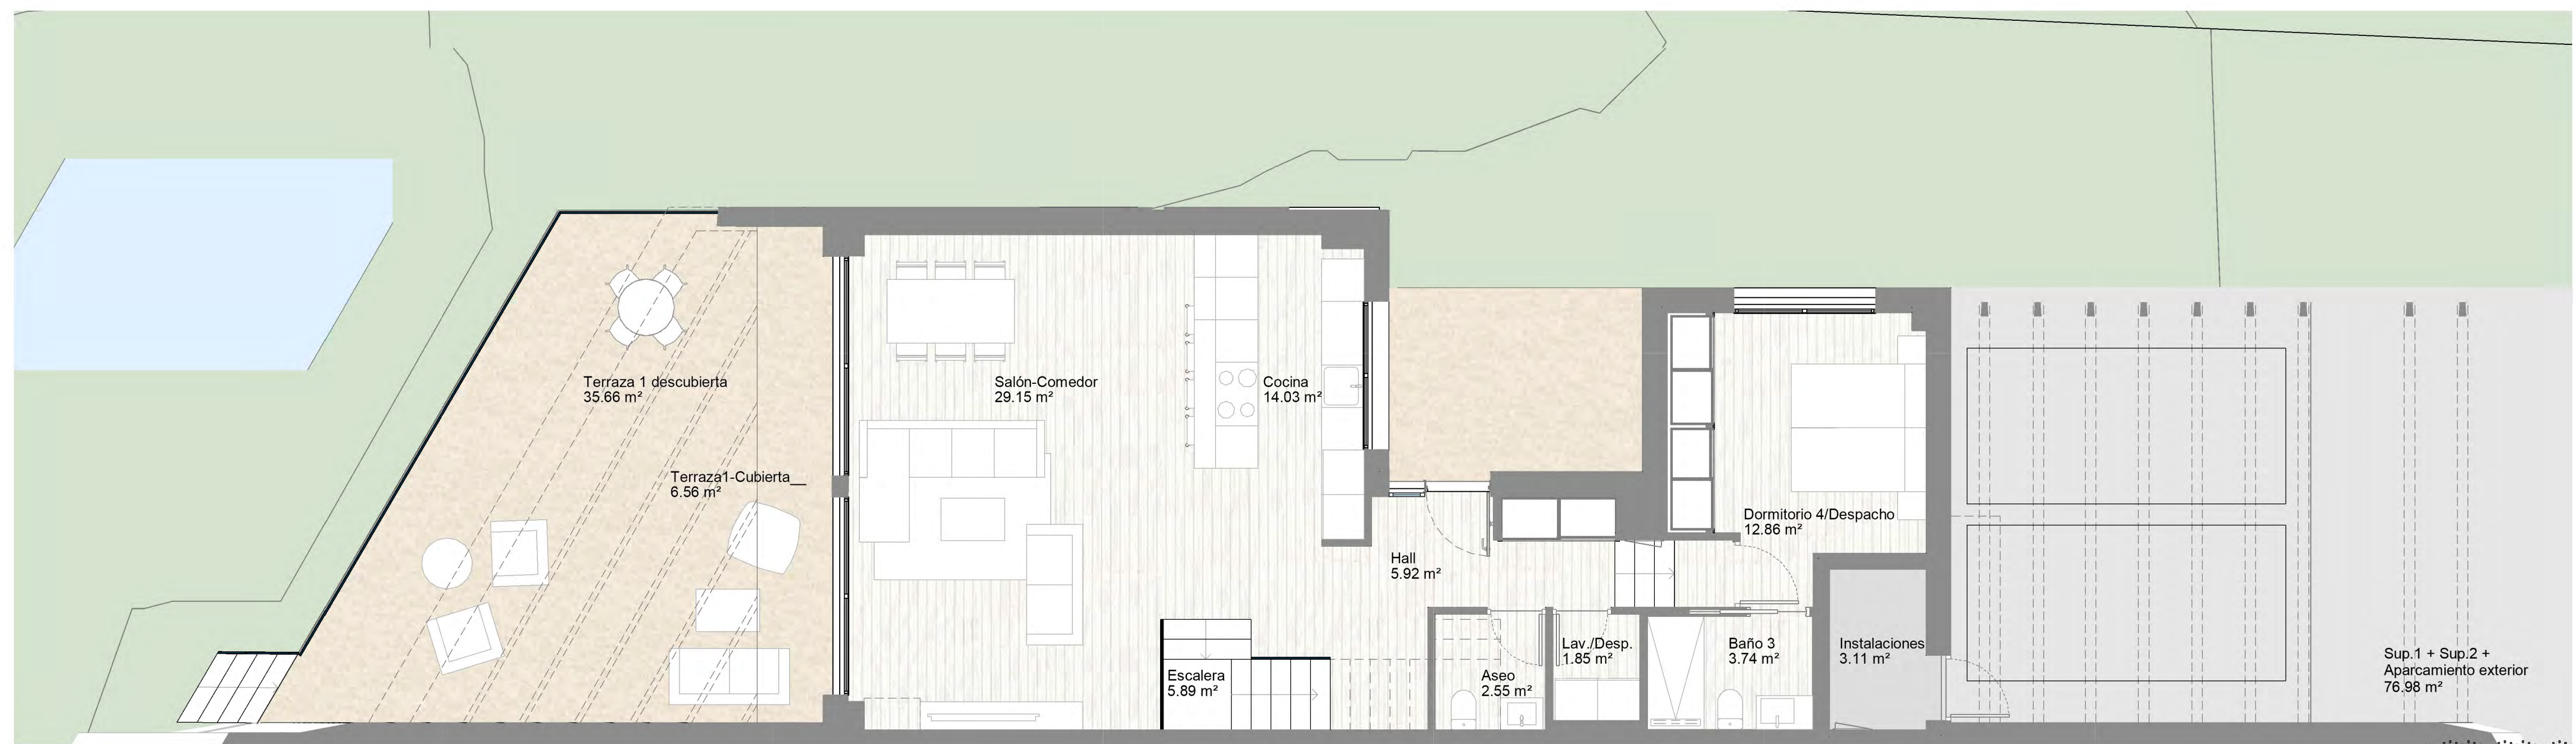 Terraza 1 descubierta
35.66 m²
Terraza1-Cubierta__
6.56 m²
Salón-Comedor
29.15 m²
Cocina
14.03 m²
Hall
5.92 m²
Dormitorio 4/Despacho
12.86 m²
Escalera
5.89 m²
Aseo
2.55 m²
Lav./Desp.
1.85 m²
Baño 3
3.74 m²
Instalaciones
3.11 m²
Sup.1 + Sup.2 +
Aparcamiento exterior
76.98 m²